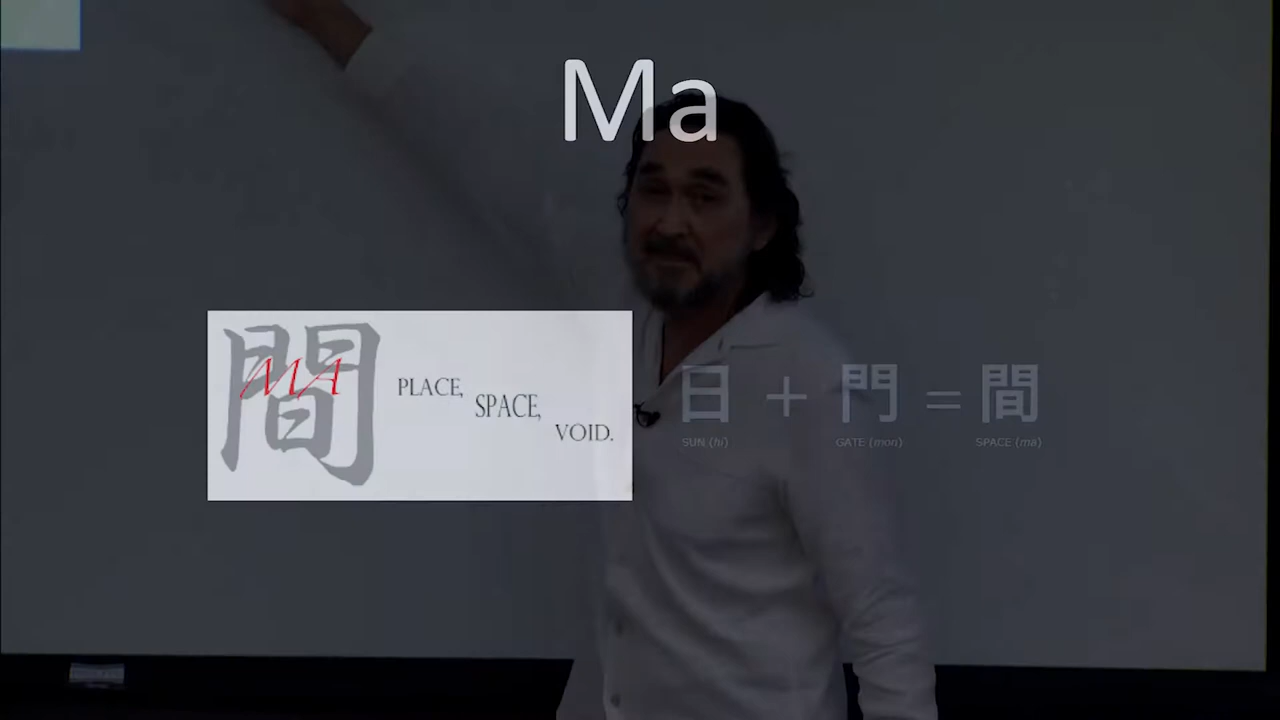 Ma
間
MA
PLACE,
SPACE,
VOID.
日 + 門 = 間
SUN (hi) GATE (mon) SPACE (ma)